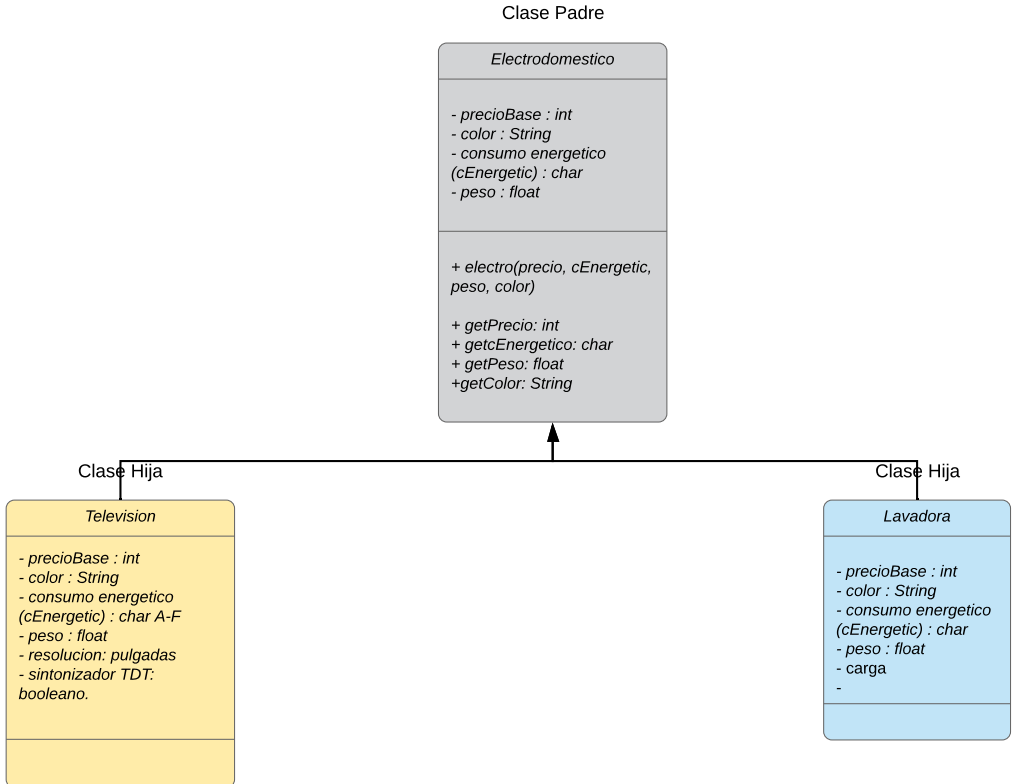 Clase Padre
Electrodomestico
- precioBase : int
- color : String
- consumo energetico
(cEnergetic) : char
- peso : float
+ electro(precio, cEnergetic,
peso, color)
+ getPrecio: int
+ getcEnergetico: char
+ getPeso: float
+getColor: String
Clase Hija
Television
- precioBase : int
- color : String
- consumo energetico
(cEnergetic) : char A-F
- peso : float
- resolucion: pulgadas
- sintonizador TDT:
booleano.
Clase Hija
Lavadora
- precioBase : int
- color : String
- consumo energetico
(cEnergetic) : char
- peso : float
- carga
-